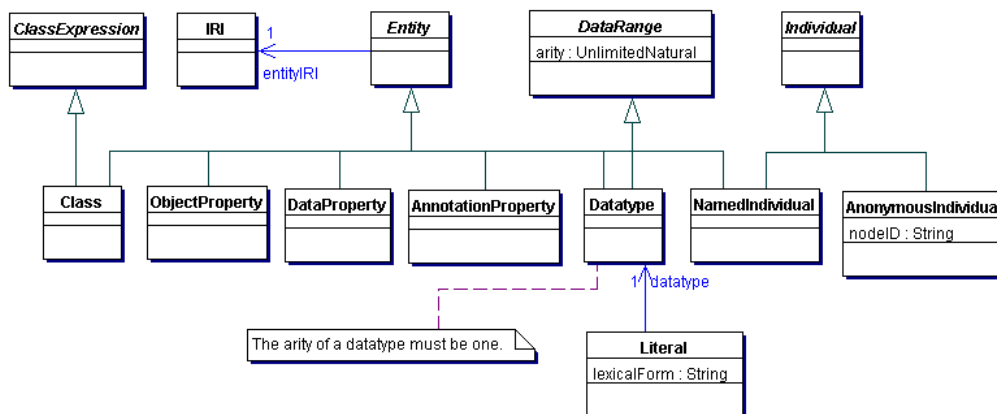 ClassExpression
IRI
1
entityIRI
Entity
DataRange
arity : UnlimitedNatural
Individual
Class
ObjectProperty
DataProperty
AnnotationProperty
Datatype
NamedIndividual
AnonymousIndividual
nodeID : String
1 datatype
The arity of a datatype must be one.
Literal
lexicalForm : String